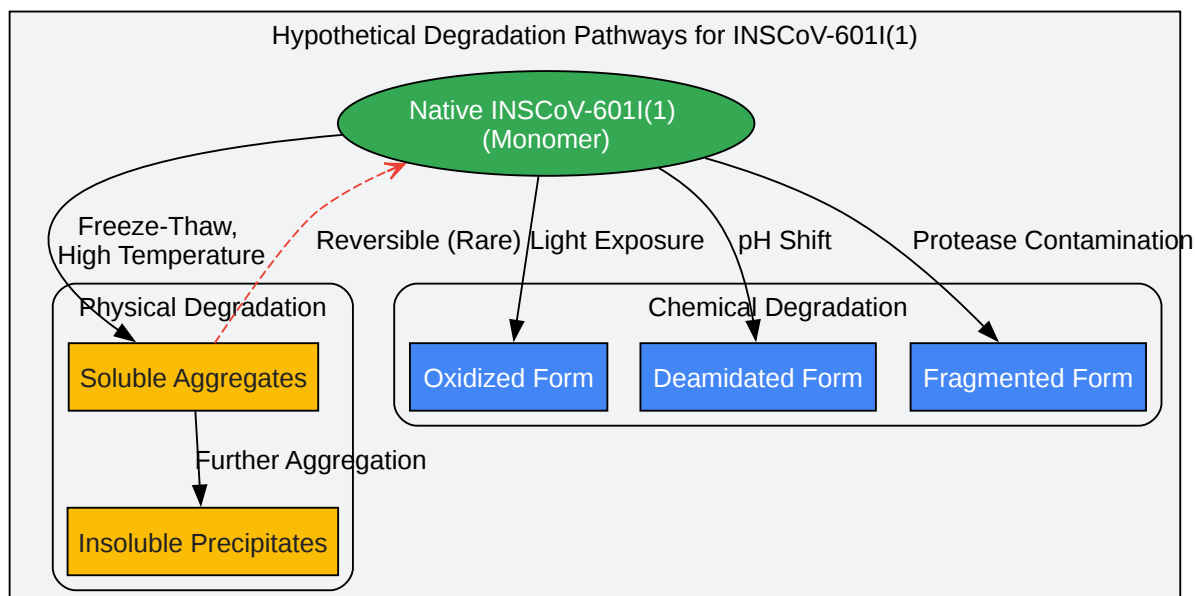 Hypothetical Degradation Pathways for INSCoV-601I(1)
Native INSCoV-601I(1)
(Monomer)
Freeze-Thaw,
High Temperature
Reversible (Rare)
Light Exposure
pH Shift
Protease Contamination
Physical Degradation
Chemical Degradation
Soluble Aggregates
Oxidized Form
Deamidated Form
Fragmented Form
Further Aggregation
Insoluble Precipitates